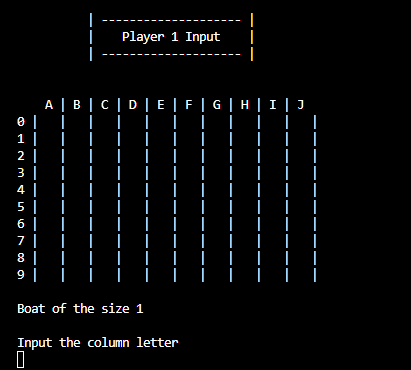 | -------------------- |
| Player 1 Input |
| -------------------- |
A | B | C | D | E | F | G | H | I | J
0 | | | | | | | | | | |
1 | | | | | | | | | | |
2 | | | | | | | | | | |
3 | | | | | | | | | | |
4 | | | | | | | | | | |
5 | | | | | | | | | | |
6 | | | | | | | | | | |
7 | | | | | | | | | | |
8 | | | | | | | | | | |
9 | | | | | | | | | | |
Boat of the size 1
Input the column letter